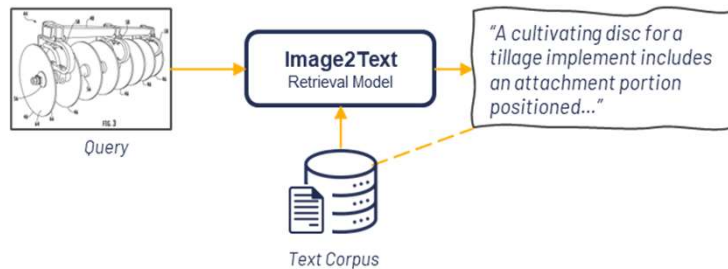 FIG. 3
Query
Image2Text
Retrieval Model
"A cultivating disc for a
tillage implement includes
an attachment portion
positioned..."
Text Corpus